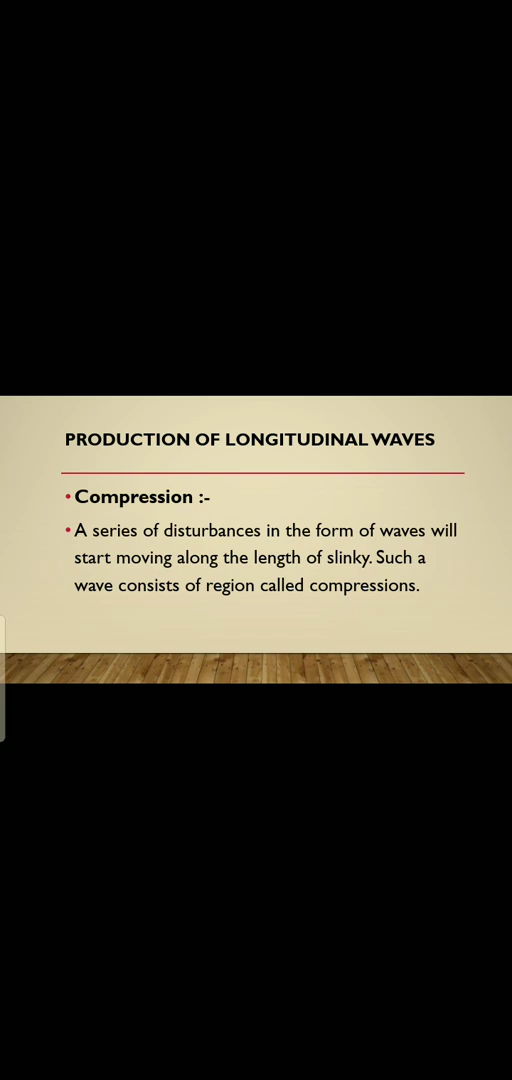 PRODUCTION OF LONGITUDINAL WAVES
• Compression :-
• A series of disturbances in the form of waves will
start moving along the length of slinky. Such a
wave consists of region called compressions.